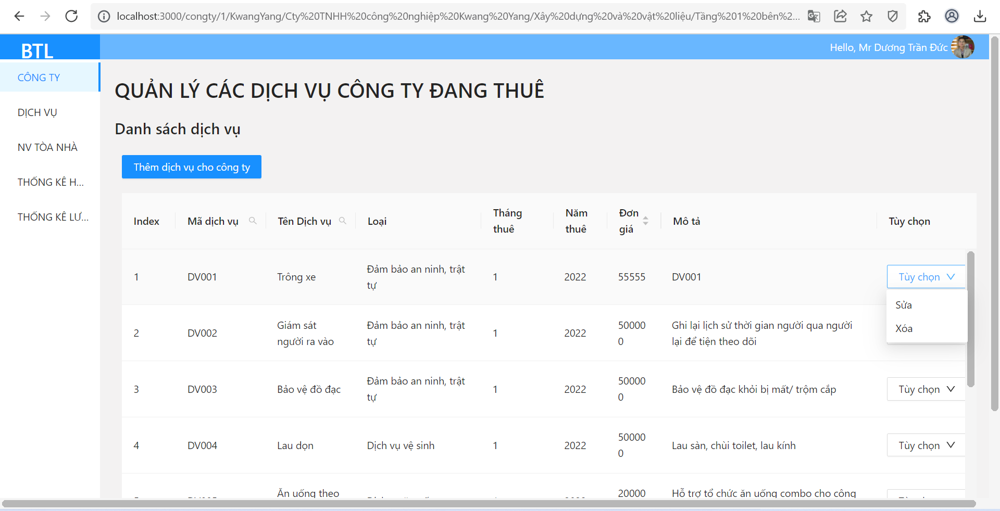 localhost:3000/congty/1/KwangYang/Cty%20TNHH%20công%20nghiệp%20Kwang%20Yang/Xây%20dựng%20và%20vật%20liệu/Tầng%201%20bên%2...
BTL
Hello, Mr Dương Trần Đức
CÔNG TY
DỊCH VỤ
NV TÒA NHÀ
THỐNG KÊ H...
THỐNG KÊ LƯ...
QUẢN LÝ CÁC DỊCH VỤ CÔNG TY ĐANG THUÊ
Danh sách dịch vụ
Thêm dịch vụ cho công ty
Index
Mã dịch vụ
Tên Dịch vụ
Loại
Tháng
thuê
Năm
thuê
Đơn
giá
Mô tả
Tùy chọn
1
DV001
Trông xe
Đảm bảo an ninh, trật
tự
1
2022
55555
DV001
Tùy chọn
Sửa
Xóa
2
DV002
Giám sát
người ra vào
Đảm bảo an ninh, trật
tự
1
2022
50000
0
Ghi lại lịch sử thời gian người qua người
lại để tiện theo dõi
3
DV003
Bảo vệ đồ đạc
Đảm bảo an ninh, trật
tự
1
2022
50000
0
Bảo vệ đồ đạc khỏi bị mất/ trộm cắp
Tùy chọn
4
DV004
Lau dọn
Dịch vụ vệ sinh
1
2022
50000
0
Lau sàn, chùi toilet, lau kính
Tùy chọn
Ăn uống theo
20000
Hỗ trợ tổ chức ăn uống combo cho công